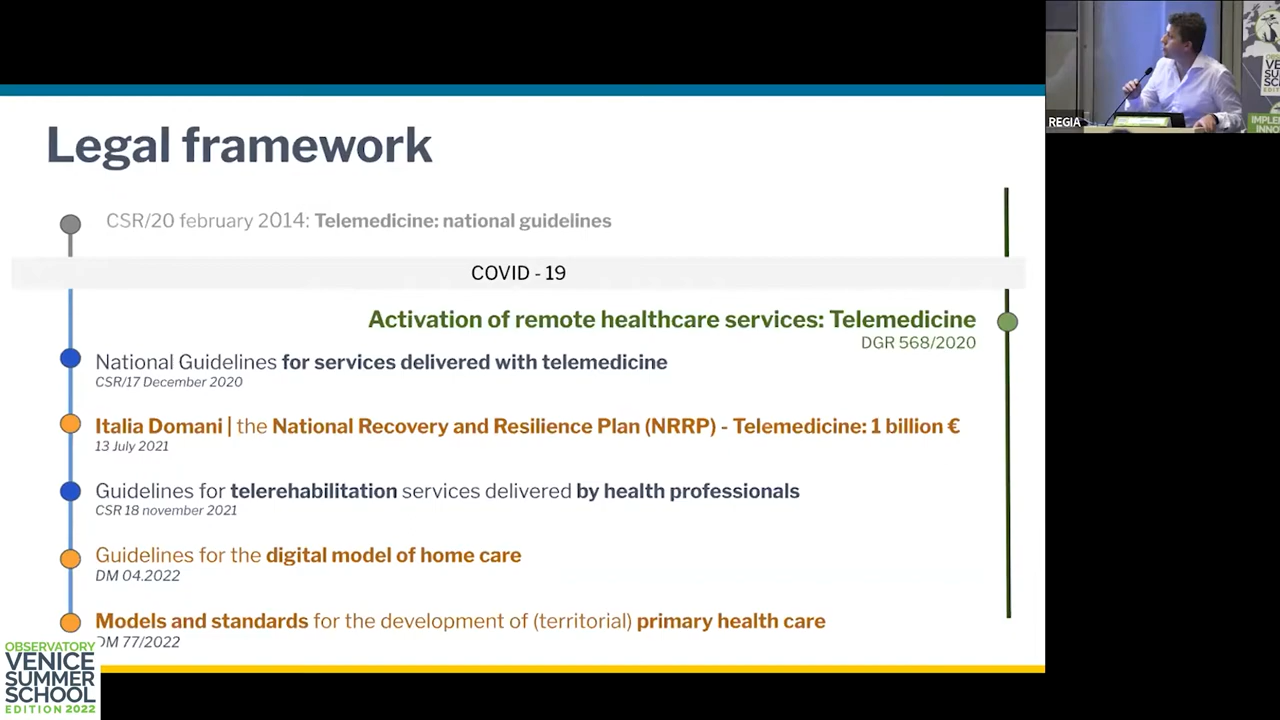 Legal framework
CSR/20 february 2014: Telemedicine: national guidelines
COVID - 19
Activation of remote healthcare services: Telemedicine
DGR 568/2020
National Guidelines for services delivered with telemedicine
CSR/17 December 2020
Italia Domani | the National Recovery and Resilience Plan (NRRP) - Telemedicine: 1 billion €
13 July 2021
Guidelines for telerehabilitation services delivered by health professionals
CSR 18 november 2021
Guidelines for the digital model of home care
DM 04.2022
Models and standards for the development of (territorial) primary health care
DM 77/2022
OBSERVATORY
VENICE
SUMMER
SCHOOL
EDITION 2022
REGIA